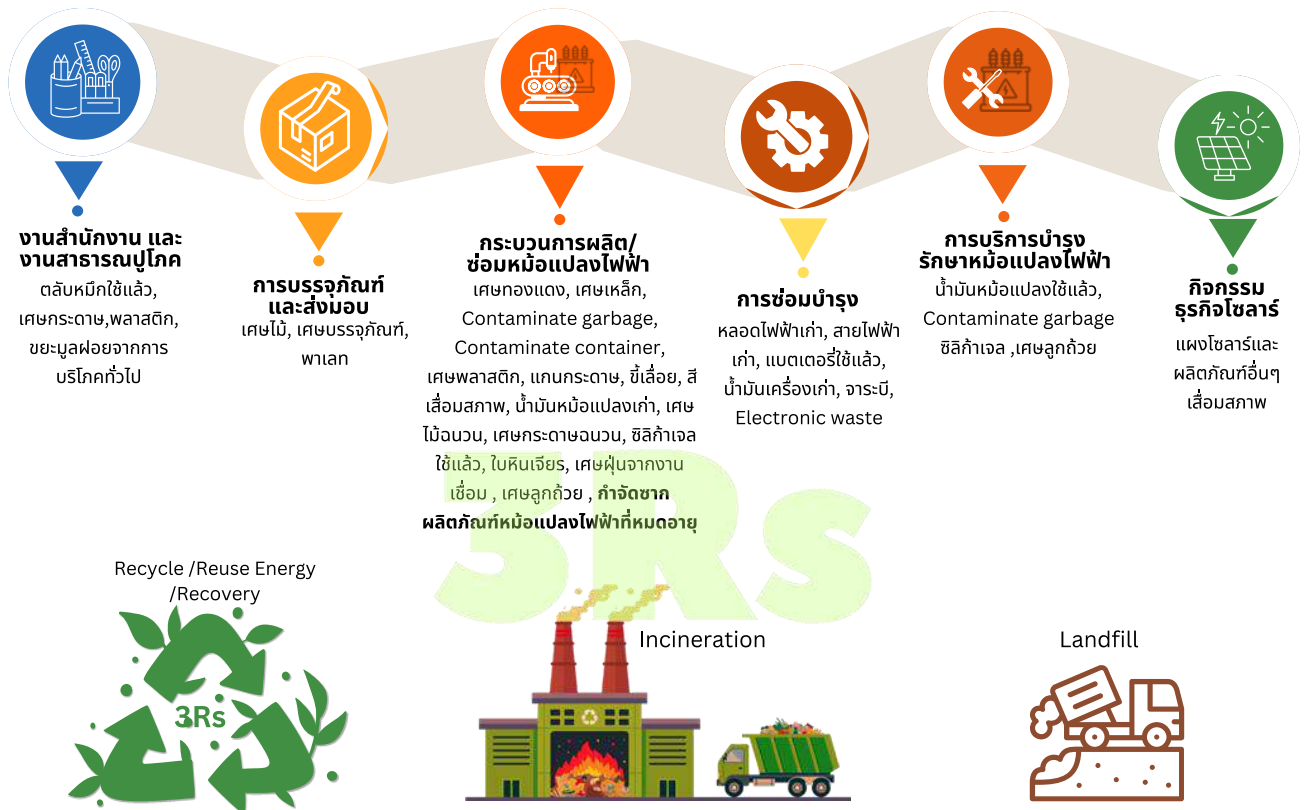 งานสำนักงาน และ
งานสาธารณปูโภค
ตลับหมึกใช้แล้ว,
เศษกระดาษ,พลาสติก,
ขยะมูลฝอยจากการ
บริโภคทั่วไป
การบรรจุภัณฑ์
และส่งมอบ
เศษไม้, เศษบรรจุภัณฑ์,
พาเลท
กระบวนการผลิต/
ซ่อมหม้อแปลงไฟฟ้า
เศษทองแดง, เศษเหล็ก,
Contaminate garbage,
Contaminate container,
เศษพลาสติก, แกนกระดาษ, ขี้เลื่อย, สี
เสื่อมสภาพ, น้ำมันหม้อแปลงเก่า, เศษ
ไม้ฉนวน, เศษกระดาษฉนวน, ซิลิก้าเจล
ใช้แล้ว, ใบหินเจียร, เศษฝุ่นจากงาน
เชื่อม , เศษลูกถ้วย , กำจัดซาก
ผลิตภัณฑ์หม้อแปลงไฟฟ้าที่หมดอายุ
การซ่อมบำรุง
หลอดไฟฟ้าเก่า, สายไฟฟ้า
เก่า, แบตเตอรี่ใช้แล้ว,
น้ำมันเครื่องเก่า, จาระบี,
Electronic waste
การบริการบำรุง
รักษาหม้อแปลงไฟฟ้า
น้ำมันหม้อแปลงใช้แล้ว,
Contaminate garbage
ซิลิก้าเจล ,เศษลูกถ้วย
กิจกรรม
ธุรกิจโซลาร์
แผงโซลาร์และ
ผลิตภัณฑ์อื่นๆ
เสื่อมสภาพ
3Rs
Recycle /Reuse Energy
/Recovery
3Rs
Incineration
Landfill